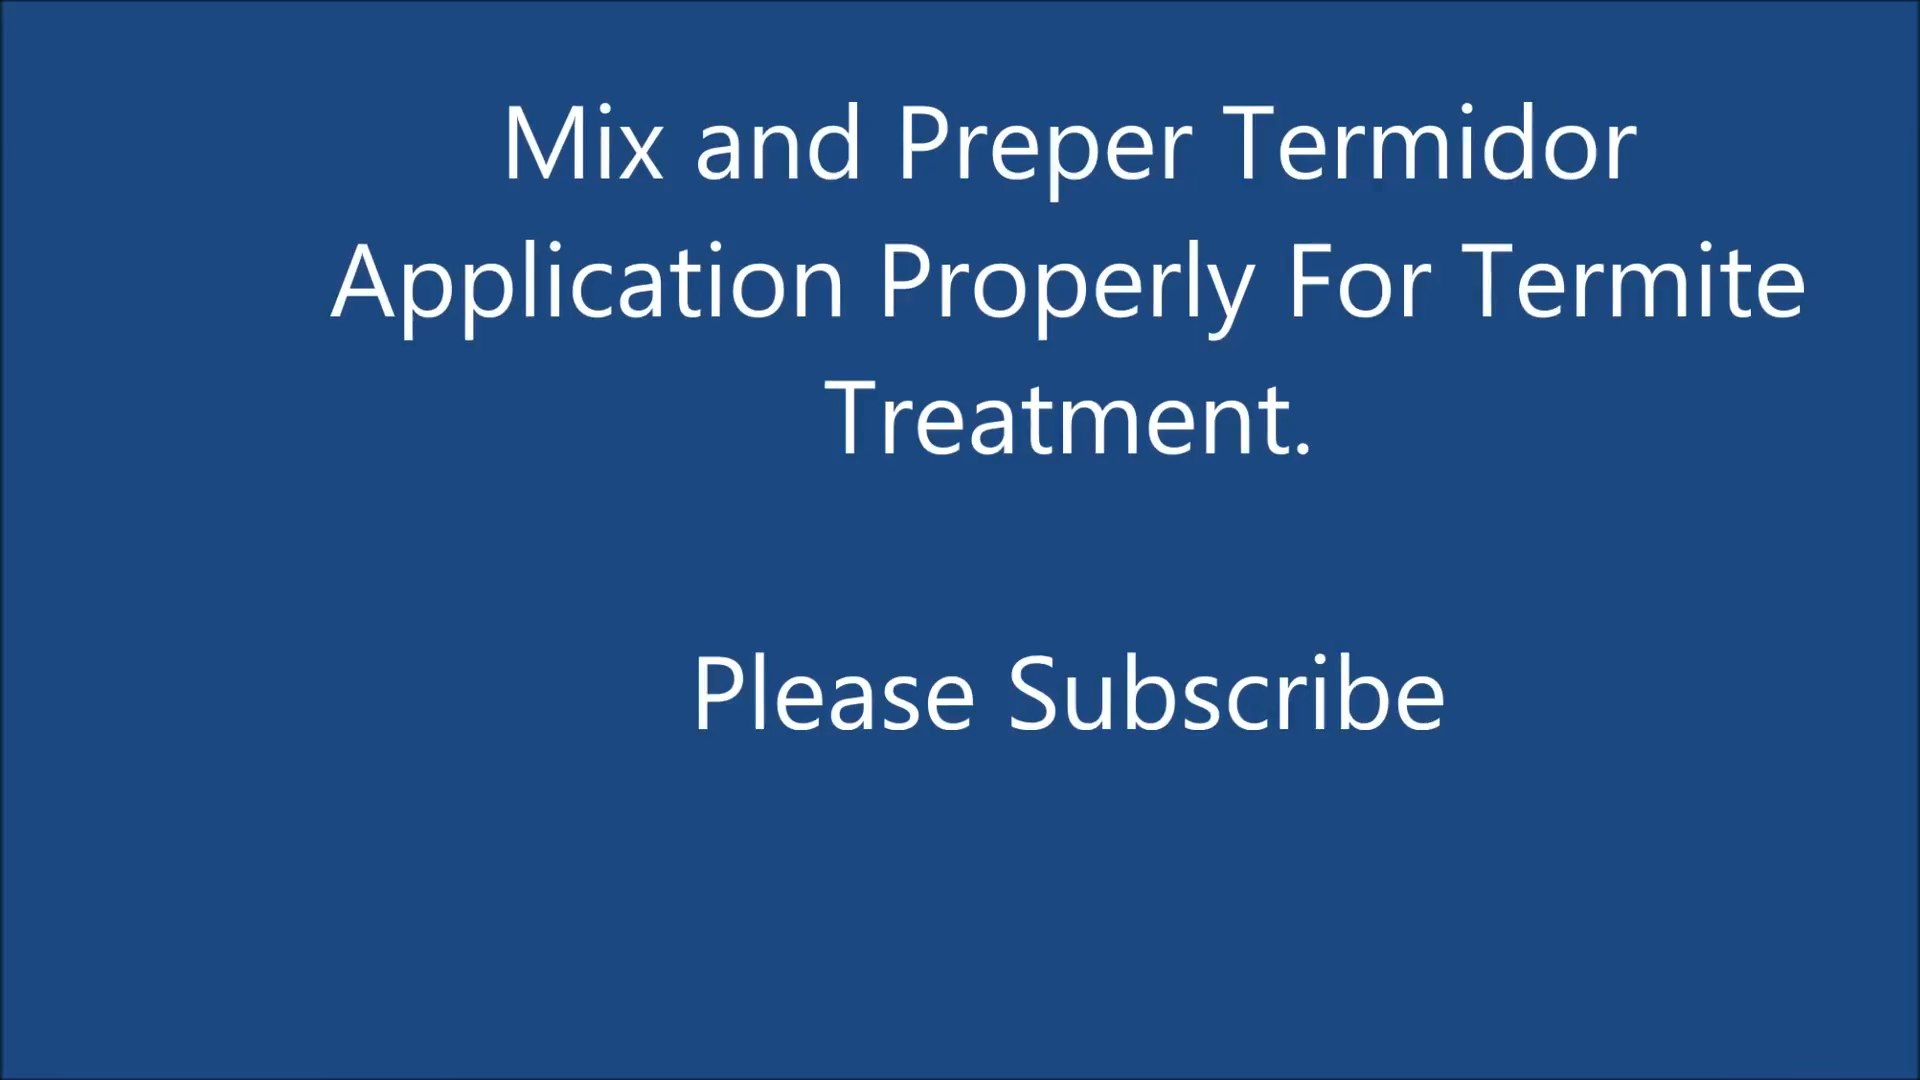 Mix and Preper Termidor
Application Properly For Termite
Treatment.
Please Subscribe